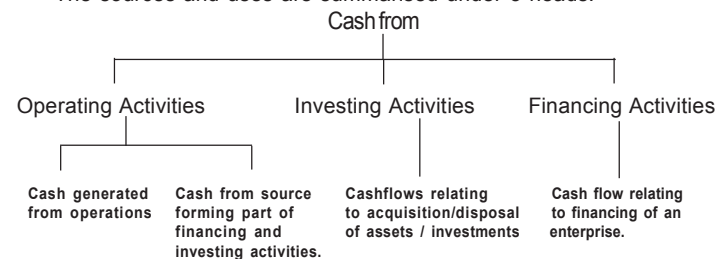 The sources and uses are summarised under 3 heads:
Cash from
Operating Activities
Investing Activities
Financing Activities
Cash generated
from operations
Cash from source
forming part of
financing and
investing activities.
Cashflows relating
to acquisition/disposal
of assets / investments
Cash flow relating
to financing of an
enterprise.